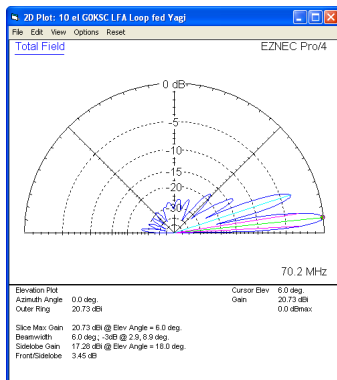 2D Plot: 10 el G0KSC LFA Loop fed Yagi
File Edit View Options Reset
Total Field
EZNEC Pro/4
0 dB
-5
-10
-15
-20
-30
70.2 MHz
Elevation Plot
Cursor Elev 6.0 deg.
Azimuth Angle 0.0 deg.
Gain 20.73 dBi
Outer Ring 20.73 dBi
0.0 dBmax
Slice Max Gain 20.73 dBi @ Elev Angle = 6.0 deg.
Beamwidth 6.0 deg.; -3dB @ 2.9, 8.9 deg.
Sidelobe Gain 17.28 dBi @ Elev Angle = 18.0 deg.
Front/Sidelobe 3.45 dB